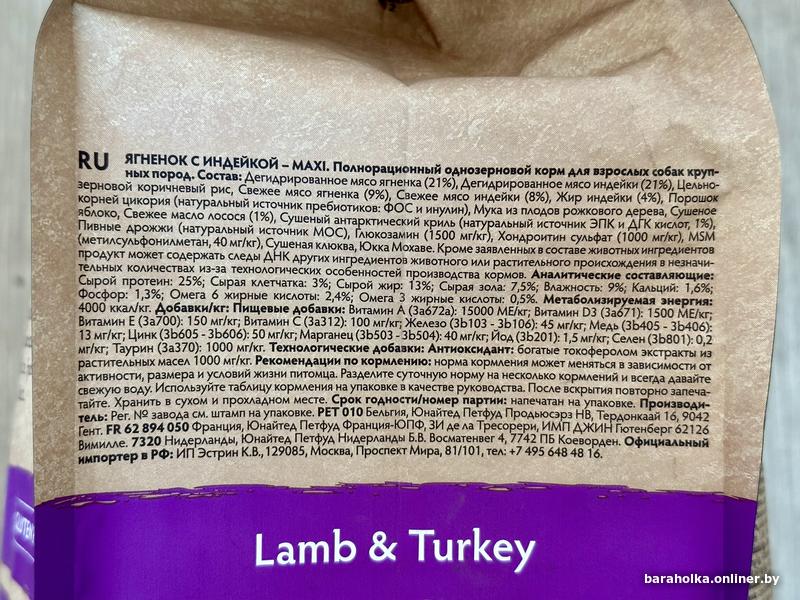 RU ЯГНЕНОК С ИНДЕЙКОЙ – MAXI. Полнорационный однозерновой корм для взрослых собак круп-
ных пород. Состав: Дегидрированное мясо ягненка (21%), Дегидрированное мясо индейки (21%), Цельно-
зерновой коричневый рис, Свежее мясо ягненка (9%), Свежее мясо индейки (8%), Жир индейки (4%), Порошок
корней цикория (натуральный источник пребиотиков: ФОС и инулин), Мука из плодов рожкового дерева, Сушеное
яблоко, Свежее масло лосося (1%), Сушеный антарктический криль (натуральный источник ЭПК и ДГК кислот, 1%),
Пивные дрожжи (натуральный источник МОС), Глюкозамин (1500 мг/кг), Хондроитин сульфат (1000 мг/кг), MSM
(метилсульфонилметан, 40 мг/кг), Сушеная клюква, Юкка Мохаве. Кроме заявленных в составе животных ингредиентов
продукт может содержать следы ДНК других ингредиентов животного или растительного происхождения в незначи-
тельных количествах из-за технологических особенностей производства кормов. Аналитические составляющие:
Сырой протеин: 25%; Сырая клетчатка: 3%; Сырой жир: 13%; Сырая зола: 7,5%; Влажность: 9%; Кальций: 1,6%;
Фосфор: 1,3%; Омега 6 жирные кислоты: 2,4%; Омега 3 жирные кислоты: 0,5%. Метаболизируемая энергия:
4000 ккал/кг. Добавки/кг: Пищевые добавки: Витамин А (3а672а): 15000 МЕ/кг; Витамин D3 (3а671): 1500 МЕ/кг;
Витамин Е (3а700): 150 мг/кг; Витамин С (3а312): 100 мг/кг; Железо (3b103 - 3b106): 45 мг/кг; Медь (3b405 - 3b406):
13 мг/кг; Цинк (3b605 - 3b606): 50 мг/кг; Марганец (3b503 - 3b504): 40 мг/кг; Йод (3b201): 1,5 мг/кг; Селен (3b801): 0,2
мг/кг; Таурин (3а370): 1000 мг/кг. Технологические добавки: Антиоксидант: богатые токоферолом экстракты из
растительных масел 1000 мг/кг. Рекомендации по кормлению: норма кормления может меняться в зависимости от
активности, размера и условий жизни питомца. Разделите суточную норму на несколько кормлений и всегда давайте
свежую воду. Используйте таблицу кормления на упаковке в качестве руководства. После вскрытия повторно запеча-
тайте. Хранить в сухом и прохладном месте. Срок годности/номер партии: напечатан на упаковке. Производи-
тель: Рег. № завода см. штамп на упаковке. PET 010 Бельгия, Юнайтед Петфуд Продьюсэрз НВ, Тердонкаай 16, 9042
Гент. FR 62 894 050 Франция, Юнайтед Петфуд Франция-ЮПФ, ЗИ де ла Тресорери, ИМП ДЖИН Гютенберг 62126
Вимилле. 7320 Нидерланды, Юнайтед Петфуд Нидерланды Б.В. Восматенвег 4, 7742 ПБ Коеворден. Официальный
импортер в РФ: ИП Эстрин К.В., 129085, Москва, Проспект Мира, 81/101, тел: +7 495 648 48 16.
Lamb & Turkey
baraholka.onliner.by